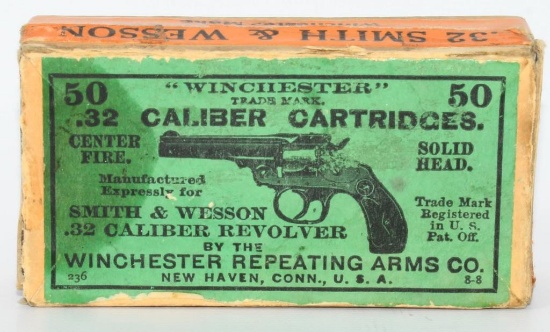 .32 SMITH & WESSON
Winchester Make
50 "WINCHESTER" 50
TRADE MARK.
.32 CALIBER CARTRIDGES.
CENTER FIRE.
SOLID HEAD.
Manufactured
Expressly for
SMITH & WESSON
.32 CALIBER REVOLVER
Trade Mark
Registered
in U. S.
Pat. Off.
BY THE
WINCHESTER REPEATING ARMS CO.
236 NEW HAVEN, CONN., U. S. A. 8-8